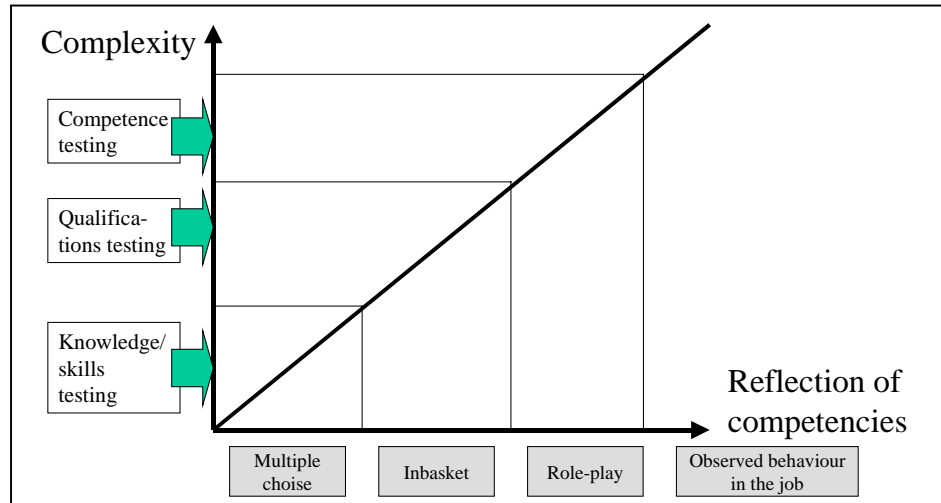 Complexity
Competence
testing
Qualifica-
tions testing
Knowledge/
skills
testing
Reflection of
competencies
Multiple
choise
Inbasket
Role-play
Observed behaviour
in the job